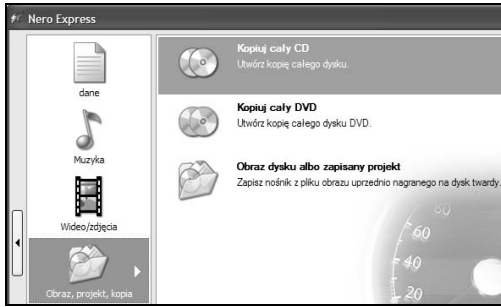 Nero Express
dane
Muzyka
Wideo/zdjęcia
Obraz, projekt, kopia
Kopiuj cały CD
Utwórz kopię całego dysku.
Kopiuj cały DVD
Utwórz kopię całego dysku DVD.
Obraz dysku albo zapisany projekt
Zapisz nośnik z pliku obrazu uprzednio nagranego na dysk twardy.
80
60
40
20